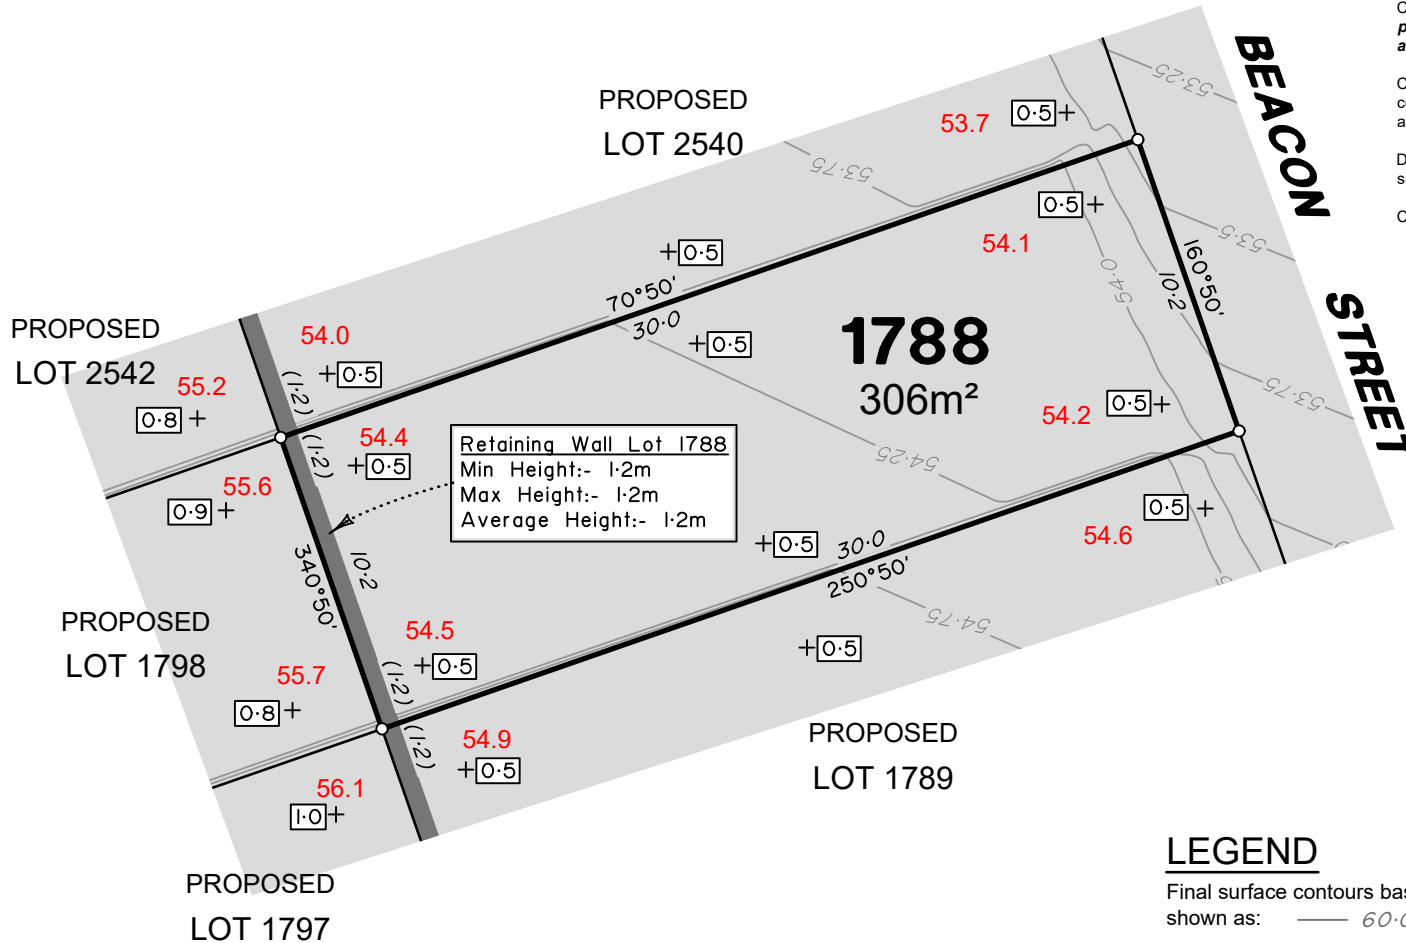 PROPOSED
LOT 2540
53.7
0·5
53·25
BEACON
STREET
53·75
0·5
54.1
53·5
0·5
70°50'
30·0
0·5
54·0
10·2
160°50'
1788
306m²
PROPOSED
LOT 2542
54.0
55.2
0·5
(1·2)
0·8
54.2
0·5
53·75
54.4
(1·2)
0·5
Retaining Wall Lot 1788
Min Height:- 1·2m
Max Height:- 1·2m
Average Height:- 1·2m
54·25
55.6
0·9
0·5
54.6
0·5
30·0
250°50'
340°50'
10·2
PROPOSED
LOT 1798
54.5
(1·2)
0·5
54·75
0·5
55.7
0·8
(1·2)
54.9
0·5
PROPOSED
LOT 1789
56.1
1·0
PROPOSED
LOT 1797
LEGEND
Final surface contours
shown as: